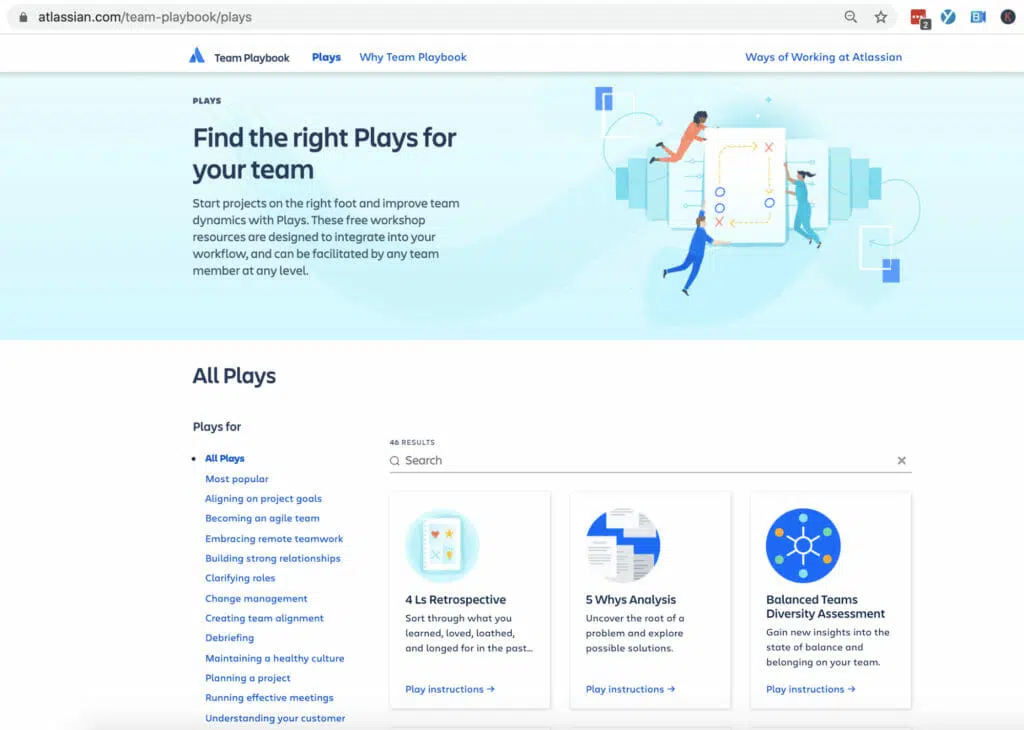 atlassian.com/team-playbook/plays
2
Team Playbook
Plays
Why Team Playbook
Ways of Working at Atlassian
PLAYS
Find the right Plays for
your team
Start projects on the right foot and improve team
dynamics with Plays. These free workshop
resources are designed to integrate into your
workflow, and can be facilitated by any team
member at any level.
All Plays
Plays for
All Plays
Most popular
Aligning on project goals
Becoming an agile team
Embracing remote teamwork
Building strong relationships
Clarifying roles
Change management
Creating team alignment
Debriefing
Maintaining a healthy culture
Planning a project
Running effective meetings
Understanding your customer
46 RESULTS
Search
4 Ls Retrospective
Sort through what you
learned, loved, loathed,
and longed for in the past...
Play instructions →
5 Whys Analysis
Uncover the root of a
problem and explore
possible solutions.
Play instructions →
Balanced Teams
Diversity Assessment
Gain new insights into the
state of balance and
belonging on your team.
Play instructions →